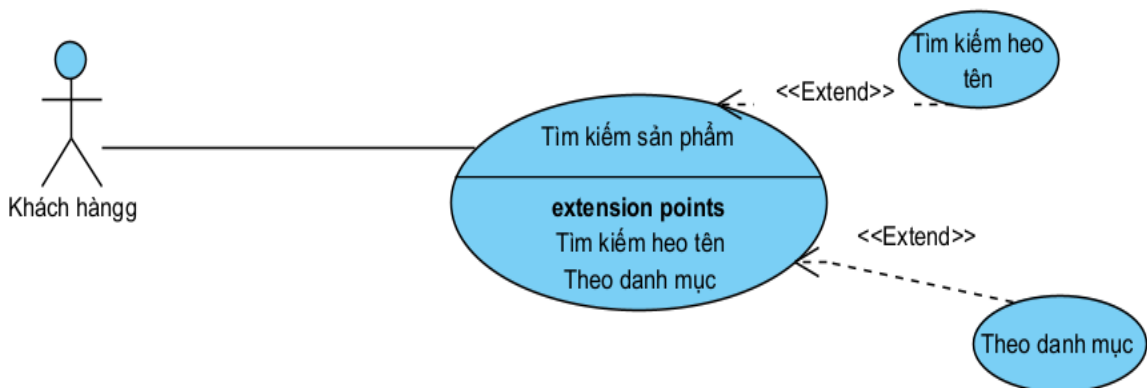 Tìm kiếm heo
tên
<<Extend>>
Tìm kiếm sản phẩm
Khách hàngg
extension points
Tìm kiếm heo tên
Theo danh mục
<<Extend>>
Theo danh mục